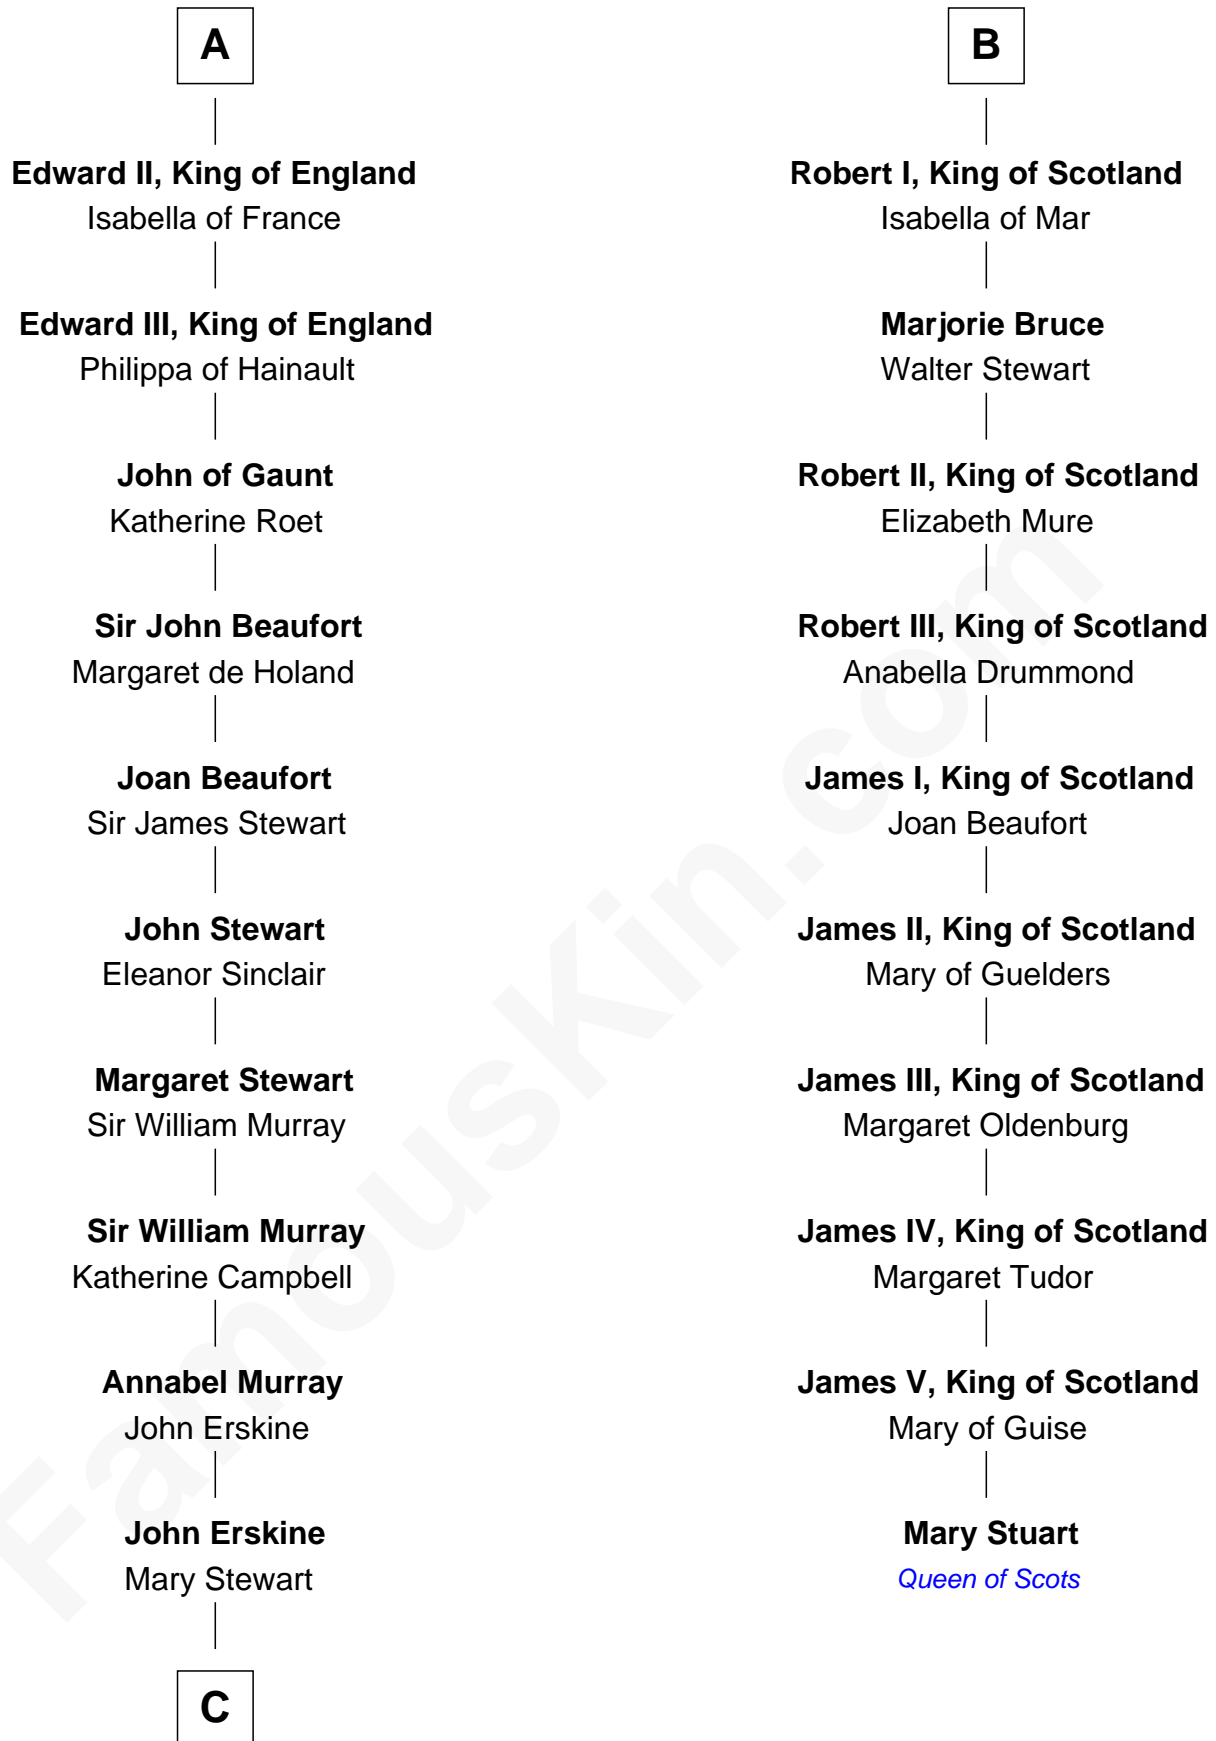 A
Edward II, King of England
Isabella of France
Edward III, King of England
Philippa of Hainault
John of Gaunt
Katherine Roet
Sir John Beaufort
Margaret de Holand
Joan Beaufort
Sir James Stewart
John Stewart
Eleanor Sinclair
Margaret Stewart
Sir William Murray
Sir William Murray
Katherine Campbell
Annabel Murray
John Erskine
John Erskine
Mary Stewart
C
B
Robert I, King of Scotland
Isabella of Mar
Marjorie Bruce
Walter Stewart
Robert II, King of Scotland
Elizabeth Mure
Robert III, King of Scotland
Anabella Drummond
James I, King of Scotland
Joan Beaufort
James II, King of Scotland
Mary of Guelders
James III, King of Scotland
Margaret Oldenburg
James IV, King of Scotland
Margaret Tudor
James V, King of Scotland
Mary of Guise
Mary Stuart
Queen of Scots
FamousKin.com